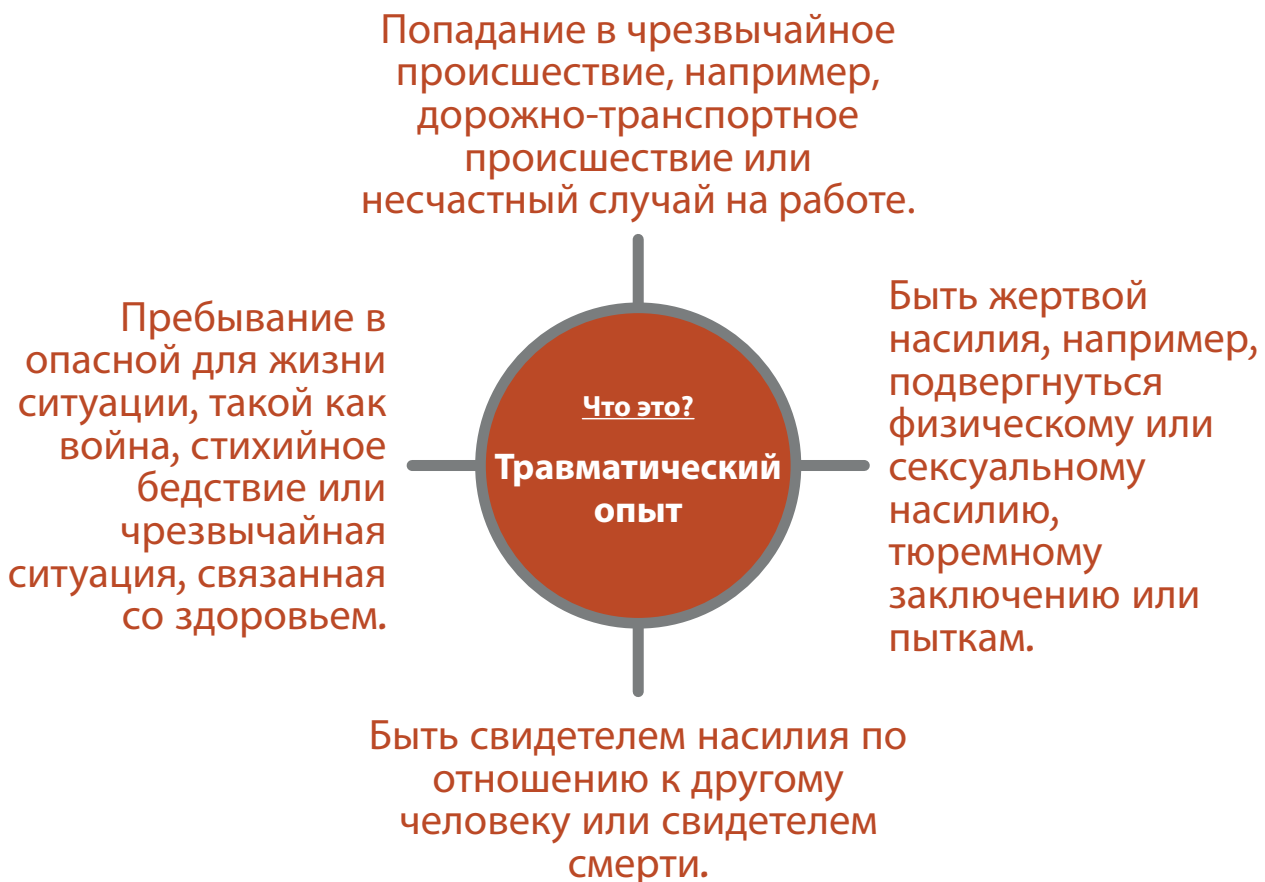 Попадание в чрезвычайное
происшествие, например,
дорожно-транспортное
происшествие или
несчастный случай на работе.
Пребывание в
опасной для жизни
ситуации, такой как
война, стихийное
бедствие или
чрезвычайная
ситуация, связанная
со здоровьем.
Что это?
Травматический
опыт
Быть жертвой
насилия, например,
подвергнуться
физическому или
сексуальному
насилию,
тюремному
заключению или
пыткам.
Быть свидетелем насилия по
отношению к другому
человеку или свидетелем
смерти.